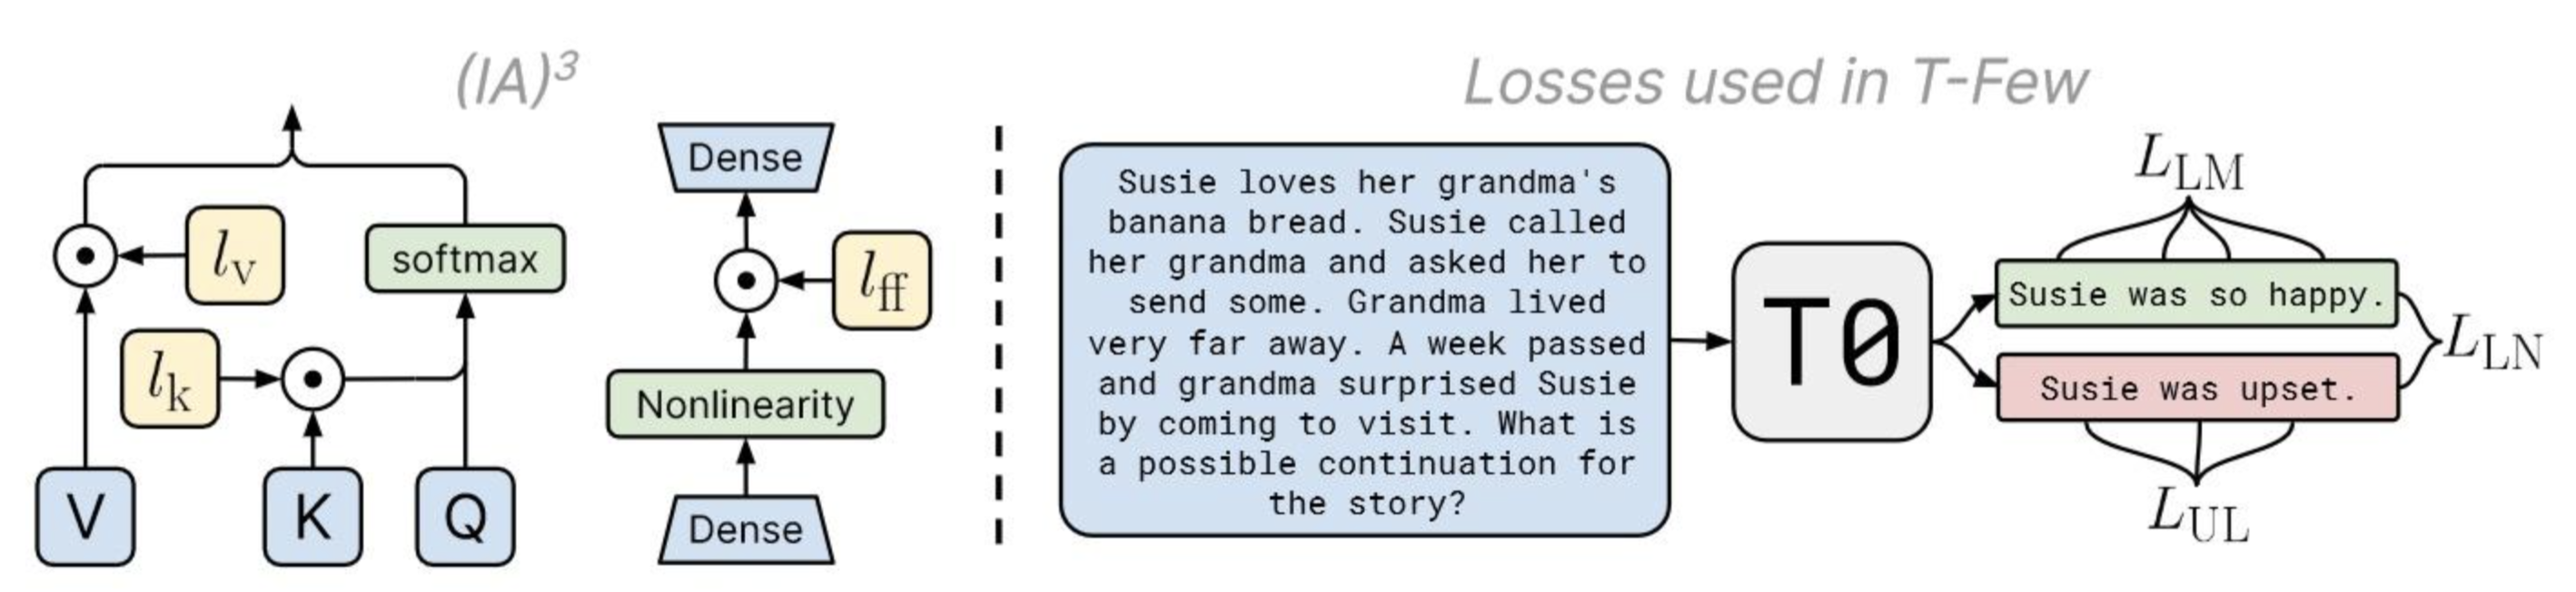 (IA)³
Losses used in T-Few
Dense
l_v
softmax
l_ff
l_k
Nonlinearity
V
K
Q
Dense
Susie loves her grandma's
banana bread. Susie called
her grandma and asked her to
send some. Grandma lived
very far away. A week passed
and grandma surprised Susie
by coming to visit. What is
a possible continuation for
the story?
T0
L_LM
Susie was so happy.
L_LN
Susie was upset.
L_UL